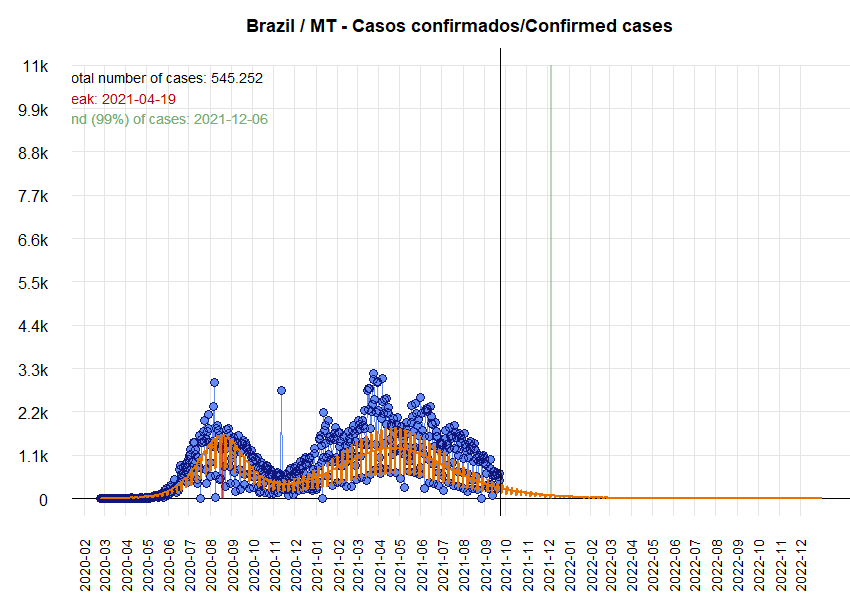 Brazil / MT - Casos confirmados/Confirmed cases
11k
otal number of cases: 545.252
eak: 2021-04-19
9.9k
nd (99%) of cases: 2021-12-06
8.8k
7.7k
6.6k
5.5k
4.4k
3.3k
2.2k
1.1k
0
2020-02
2020-03
2020-04
2020-05
2020-06
2020-07
2020-08
2020-09
2020-10
2020-11
2020-12
2021-01
2021-02
2021-03
2021-04
2021-05
2021-06
2021-07
2021-08
2021-09
2021-10
2021-11
2021-12
2022-01
2022-02
2022-03
2022-04
2022-05
2022-06
2022-07
2022-08
2022-09
2022-10
2022-11
2022-12